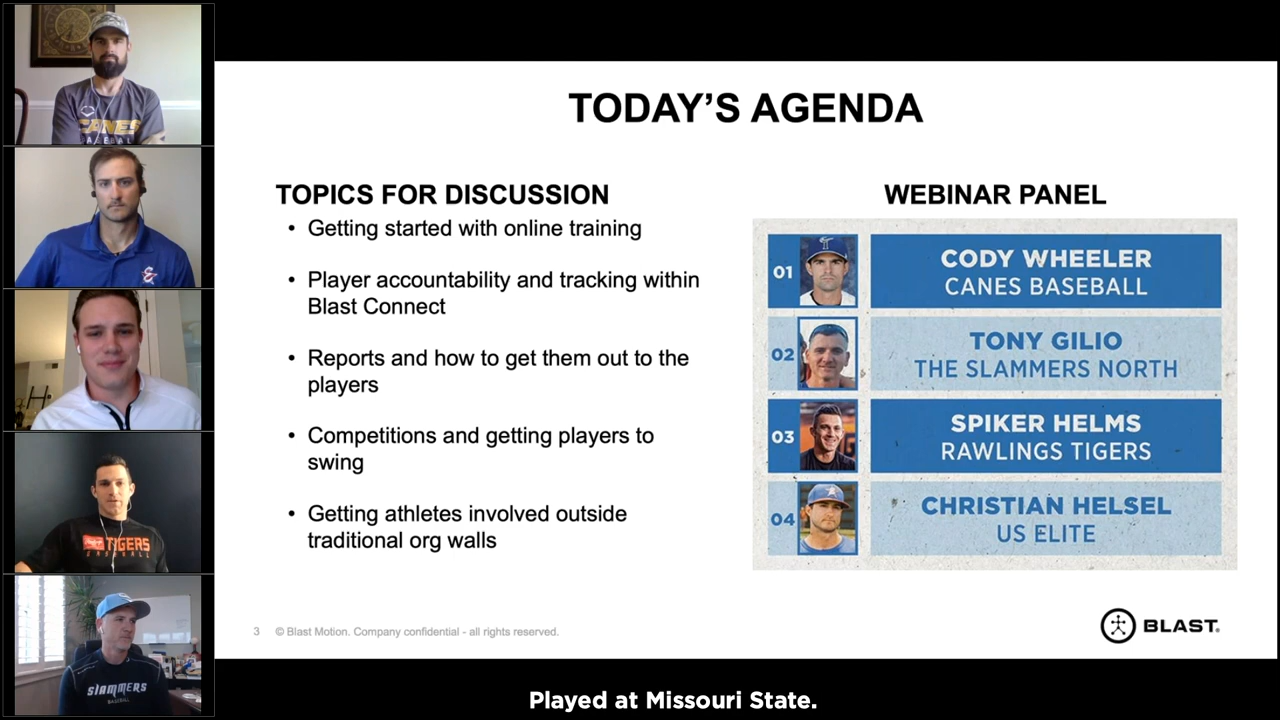 TODAY'S AGENDA
TOPICS FOR DISCUSSION
• Getting started with online training
• Player accountability and tracking within
Blast Connect
• Reports and how to get them out to the
players
• Competitions and getting players to
swing
• Getting athletes involved outside
traditional org walls
WEBINAR PANEL
01
CODY WHEELER
CANES BASEBALL
02
TONY GILIO
THE SLAMMERS NORTH
03
SPIKER HELMS
RAWLINGS TIGERS
04
CHRISTIAN HELSEL
US ELITE
3 © Blast Motion. Company confidential - all rights reserved.
BLAST.
CANES
BASEBALL
TIGERS
BASEBALL
SLAMMERS
BASEBALL
Played at Missouri State.